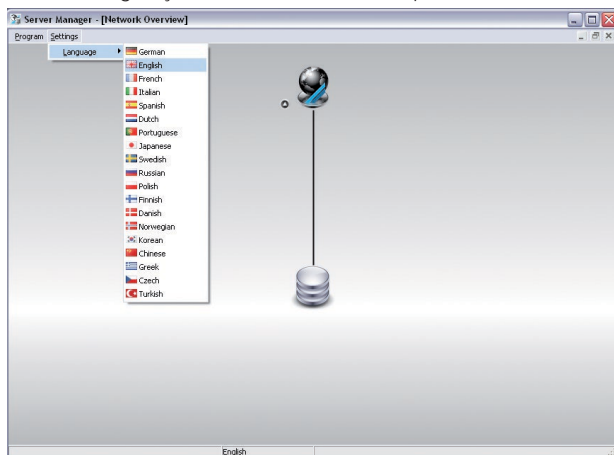 Server Manager - [Network Overview]
Program Settings
Language
German
English
French
Italian
Spanish
Dutch
Portuguese
Japanese
Swedish
Russian
Polish
Finnish
Danish
Norwegian
Korean
Chinese
Greek
Czech
Turkish
English